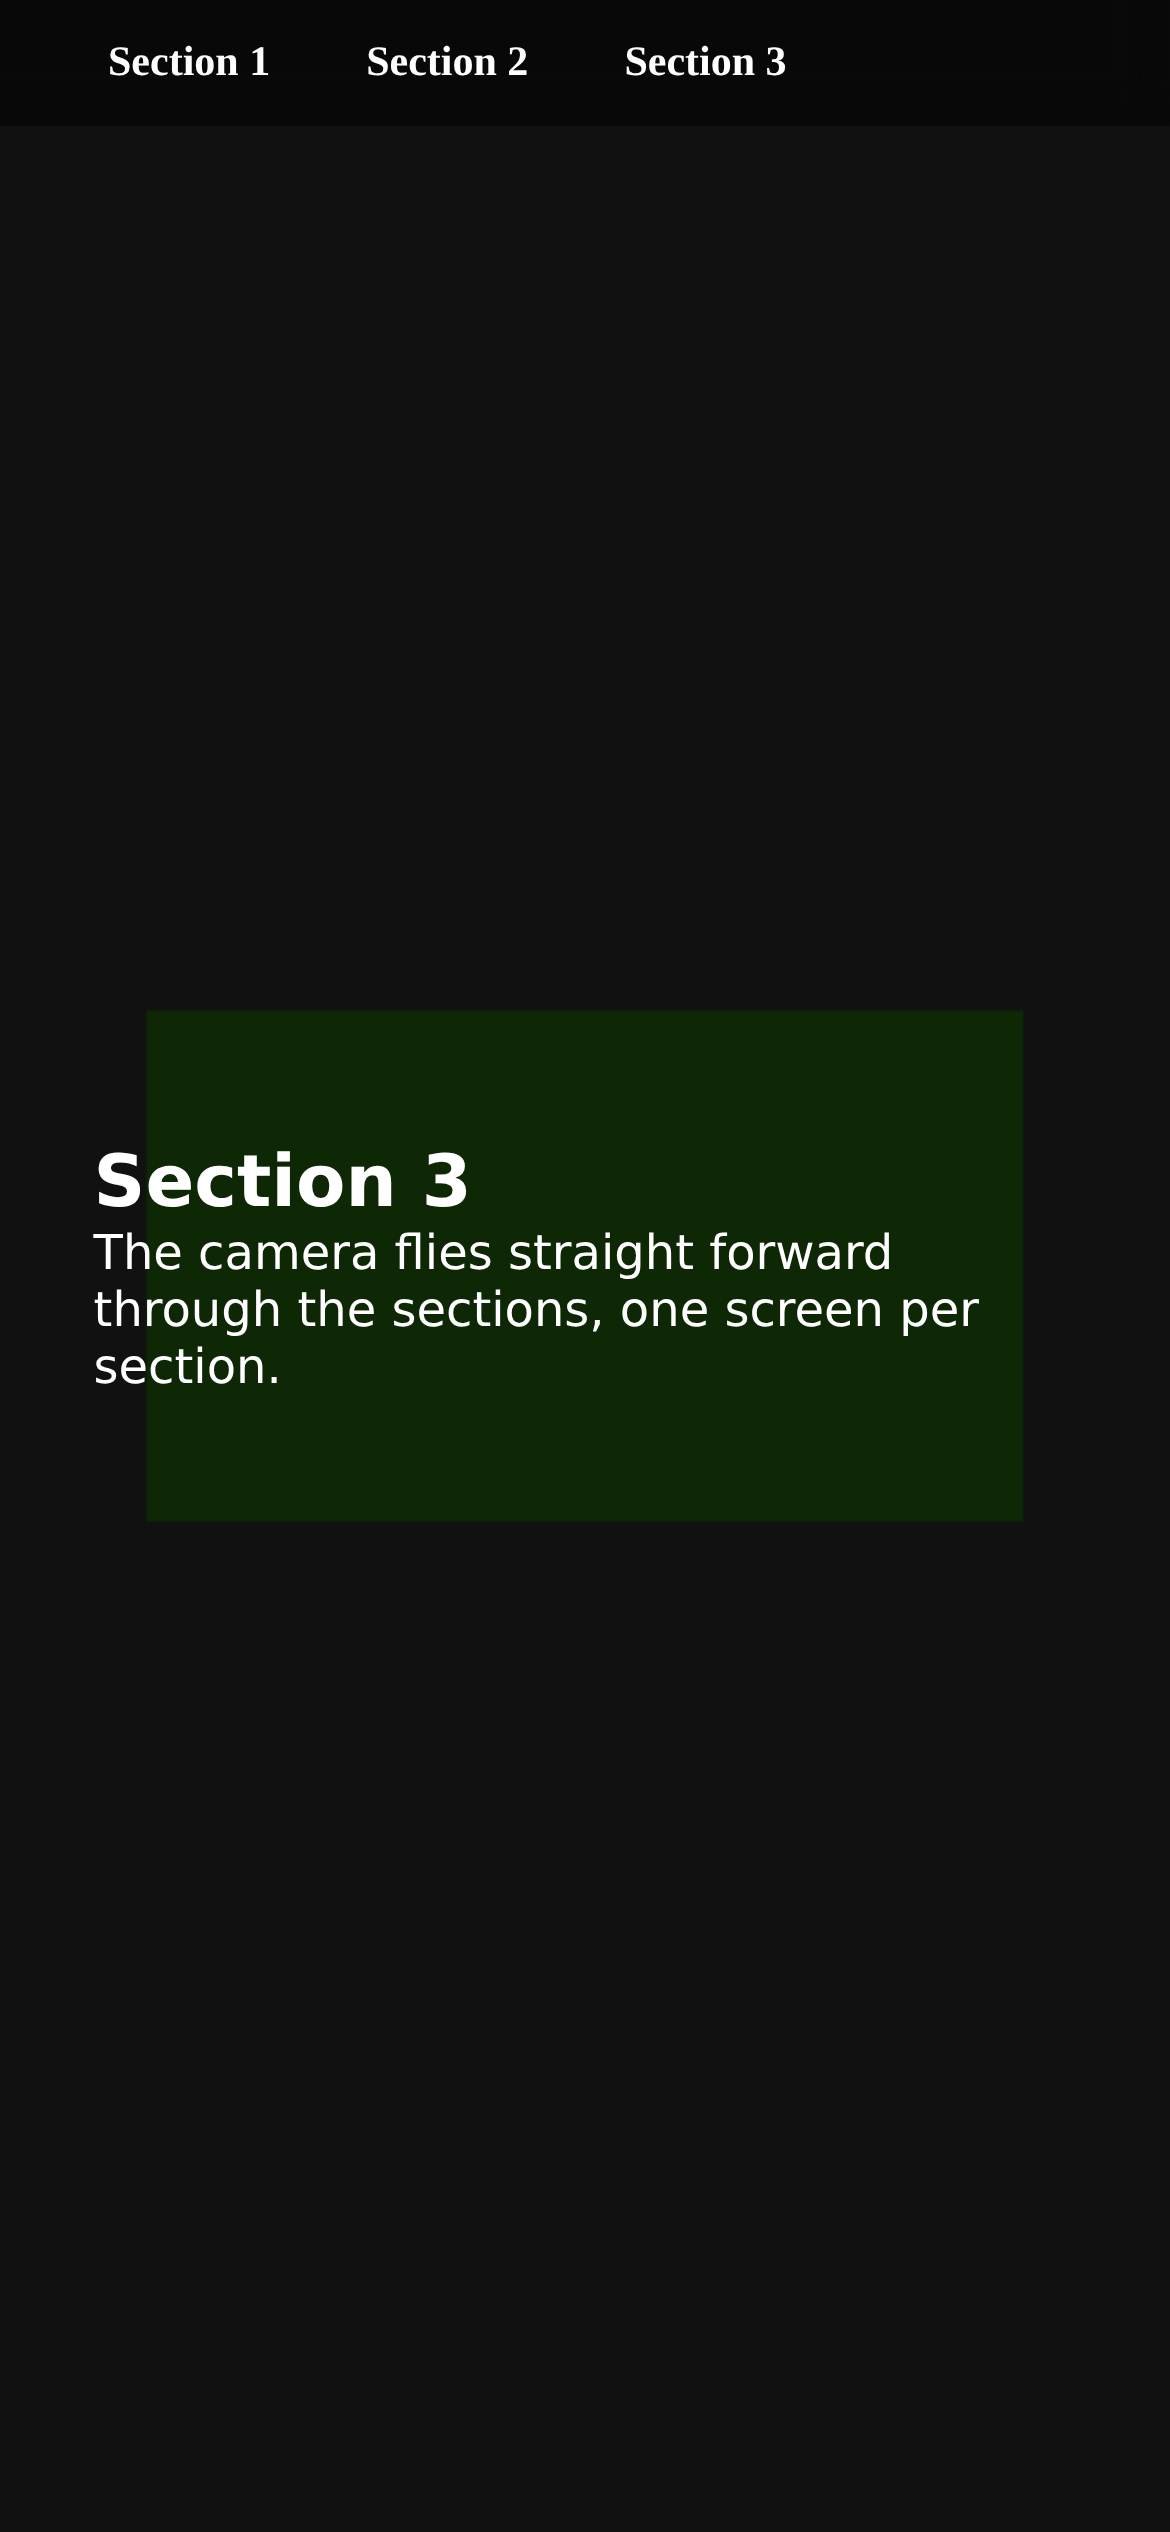 Section 1 Section 2 Section 3
Section 3
The camera flies straight forward
through the sections, one screen per
section.